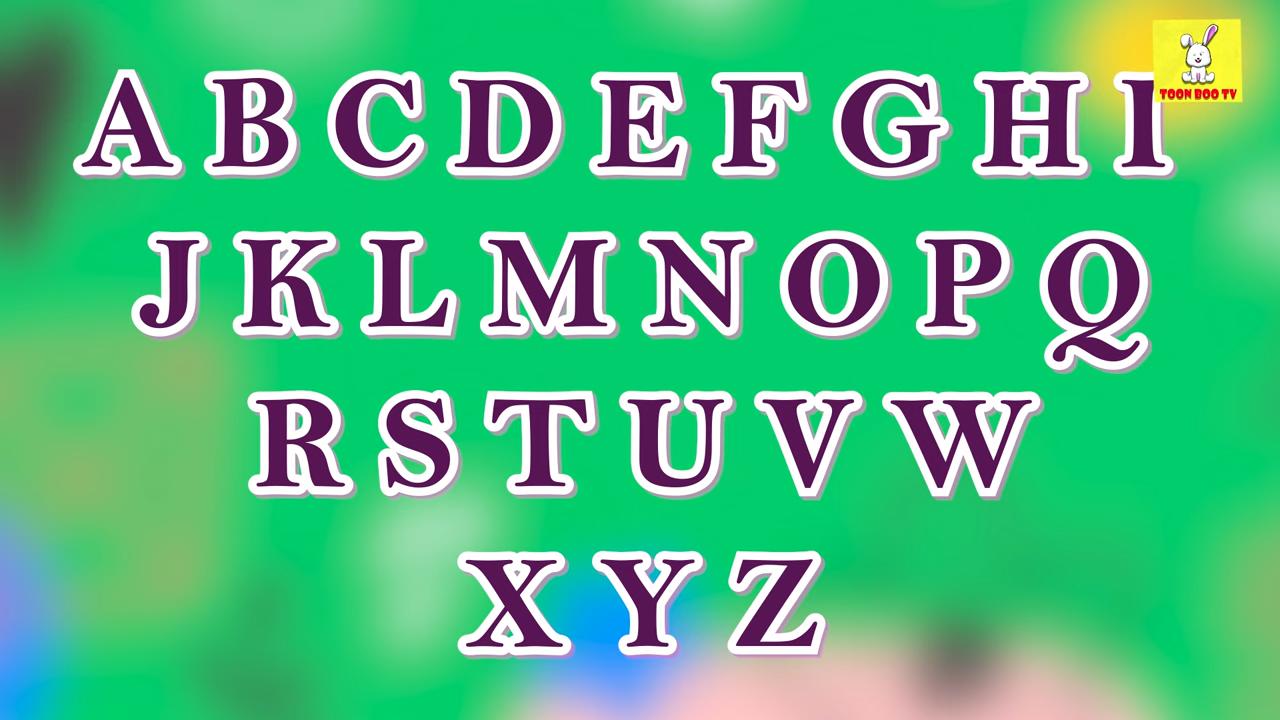 A B C D E F G H I
TOON BOO TV
J K L M N O P Q
R S T U V W
X Y Z